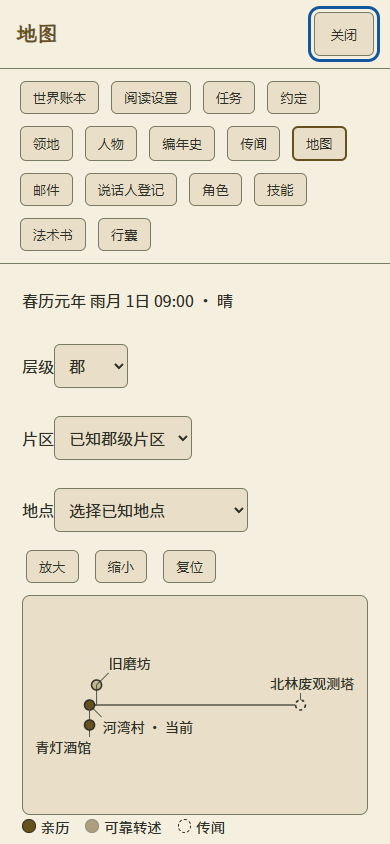 地图
关闭
世界账本 阅读设置 任务 约定
领地 人物 编年史 传闻 地图
邮件 说话人登记 角色 技能
法术书 行囊
春历元年 雨月 1日 09:00 · 晴
层级 郡
片区 已知郡级片区
地点 选择已知地点
放大 缩小 复位
旧磨坊
北林废观测塔
河湾村 · 当前
青灯酒馆
亲历 可靠转述 传闻